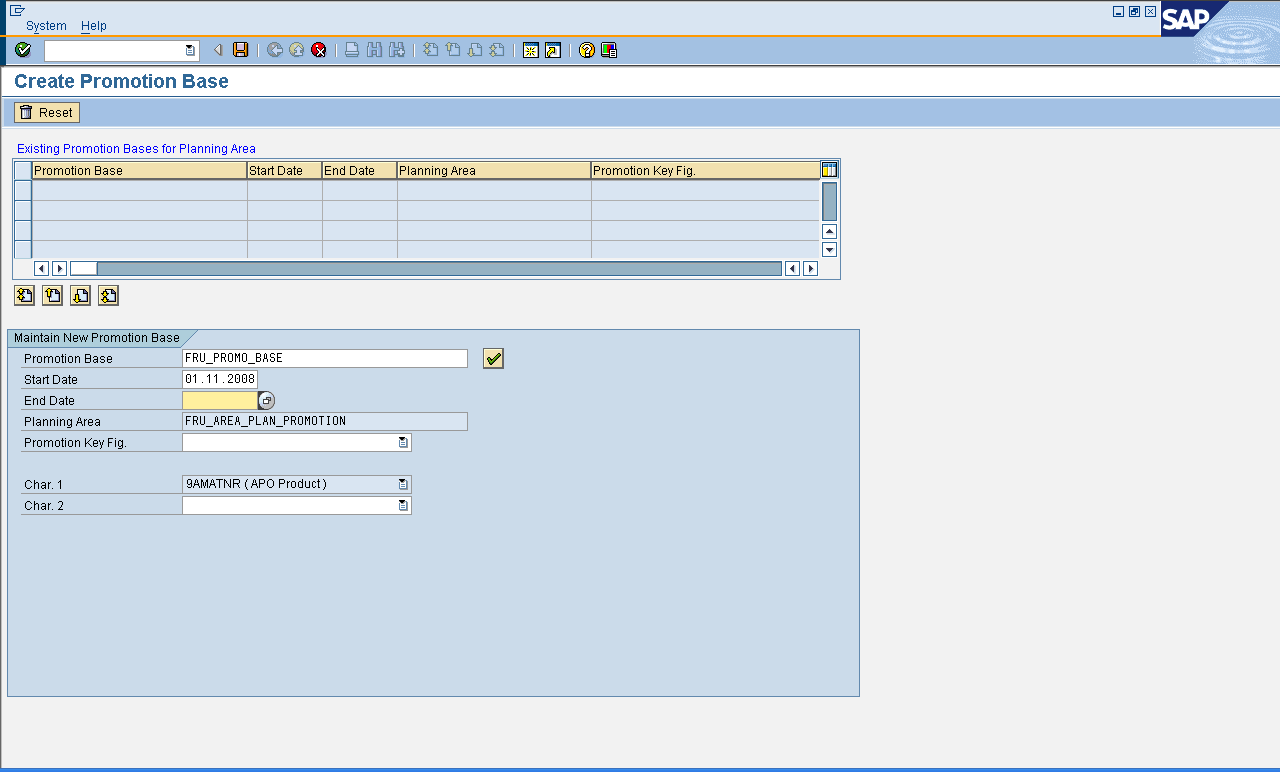 System Help
SAP
Create Promotion Base
Reset
Existing Promotion Bases for Planning Area
Promotion Base Start Date End Date Planning Area Promotion Key Fig.
Maintain New Promotion Base
Promotion Base FRU_PROMO_BASE
Start Date 01.11.2008
End Date
Planning Area FRU_AREA_PLAN_PROMOTION
Promotion Key Fig.
Char. 1 9AMATNR ( APO Product )
Char. 2